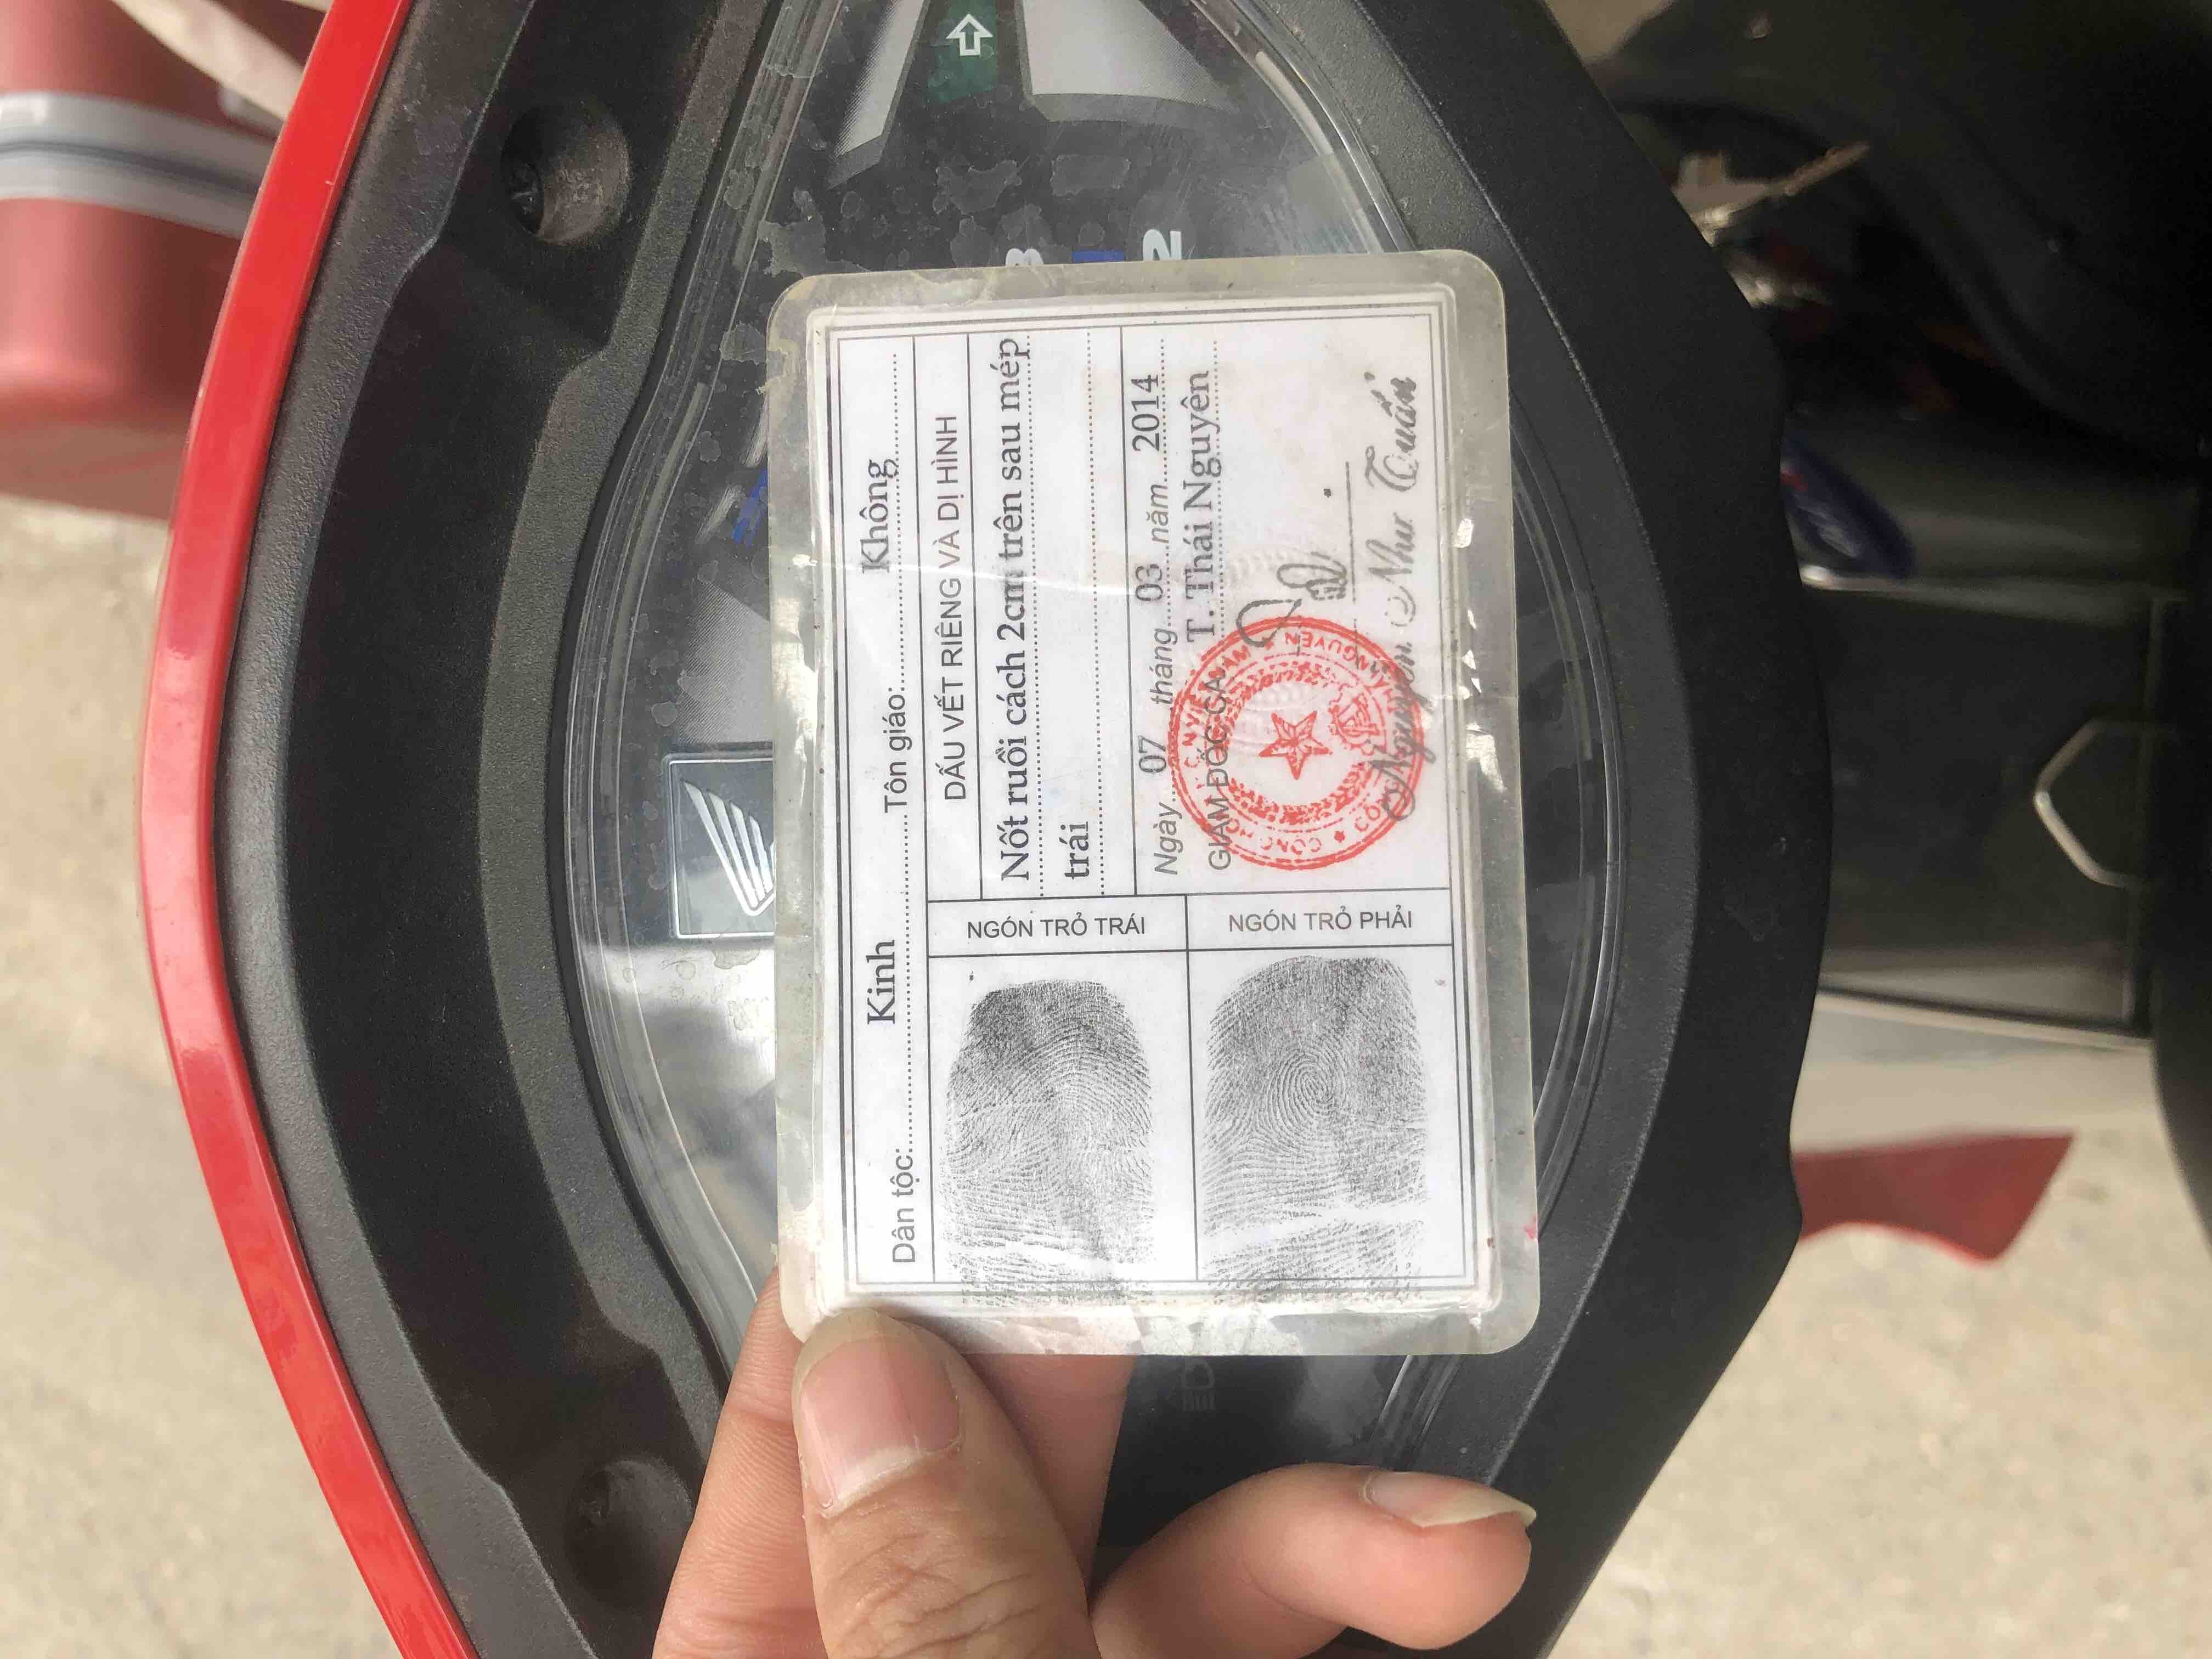 Dân tộc: Kinh Tôn giáo: Không
DẤU VẾT RIÊNG VÀ DỊ HÌNH
Nốt ruồi cách 2cm trên sau mép
trái
Ngày 07 tháng 03 năm 2014
GIÁM ĐỐC CA T. Thái Nguyên
Nguyễn Như Tuấn
NGÓN TRỎ TRÁI
NGÓN TRỎ PHẢI
3
2